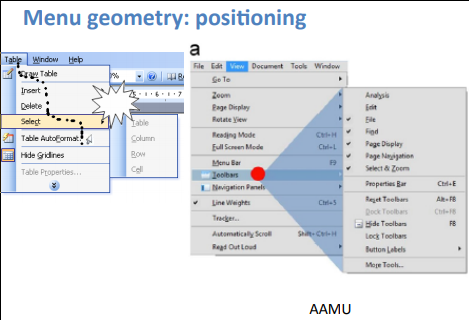 Menu geometry: positioning
Table Window Help
Draw Table
Insert
Delete
Select
Table AutoFormat
Hide Gridlines
Table Properties...
Table
Column
Row
Cell
a
File Edit View Document Tools Window
Go To
Zoom
Page Display
Rotate View
Reading Mode Ctrl+H
Full Screen Mode Ctrl+L
Menu Bar F9
Toolbars
Navigation Panels
Line Weights Ctrl+5
Tracker...
Automatically Scroll Shift+Ctrl+H
Read Out Loud
Analysis
Edit
File
Find
Page Display
Page Navigation
Select & Zoom
Properties Bar Ctrl+E
Reset Toolbars Alt+F8
Dock Toolbars Ctrl+F8
Hide Toolbars F8
Lock Toolbars
Button Labels
More Tools...
AAMU